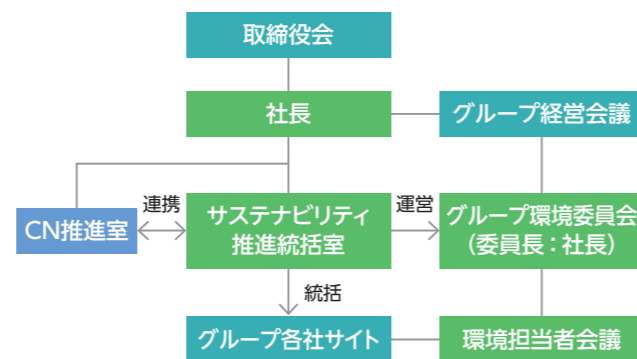 取締役会
社長
グループ経営会議
CN推進室
連携
サステナビリティ
推進統括室
運営
グループ環境委員会
（委員長：社長）
統括
グループ各社サイト
環境担当者会議